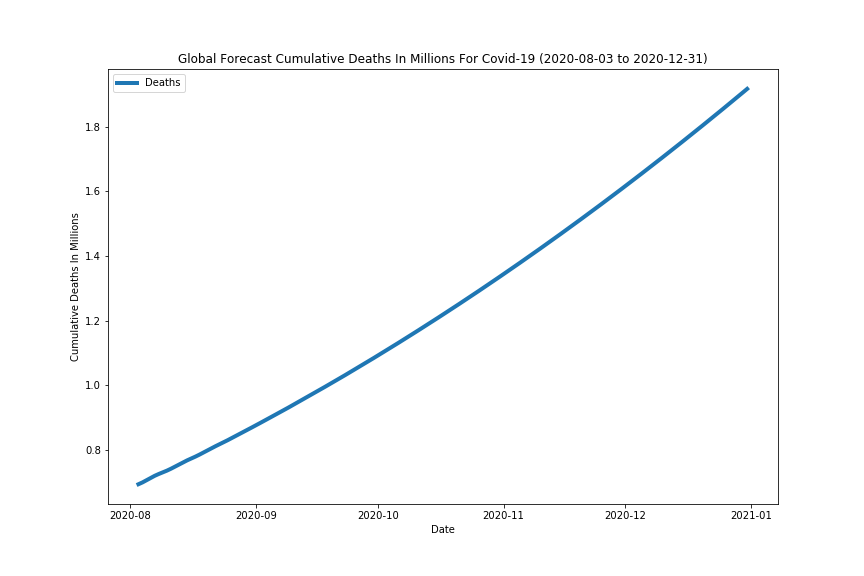 Global Forecast Cumulative Deaths In Millions For Covid-19 (2020-08-03 to 2020-12-31)
Deaths
Cumulative Deaths In Millions
1.8
1.6
1.4
1.2
1.0
0.8
2020-08 2020-09 2020-10 2020-11 2020-12 2021-01
Date